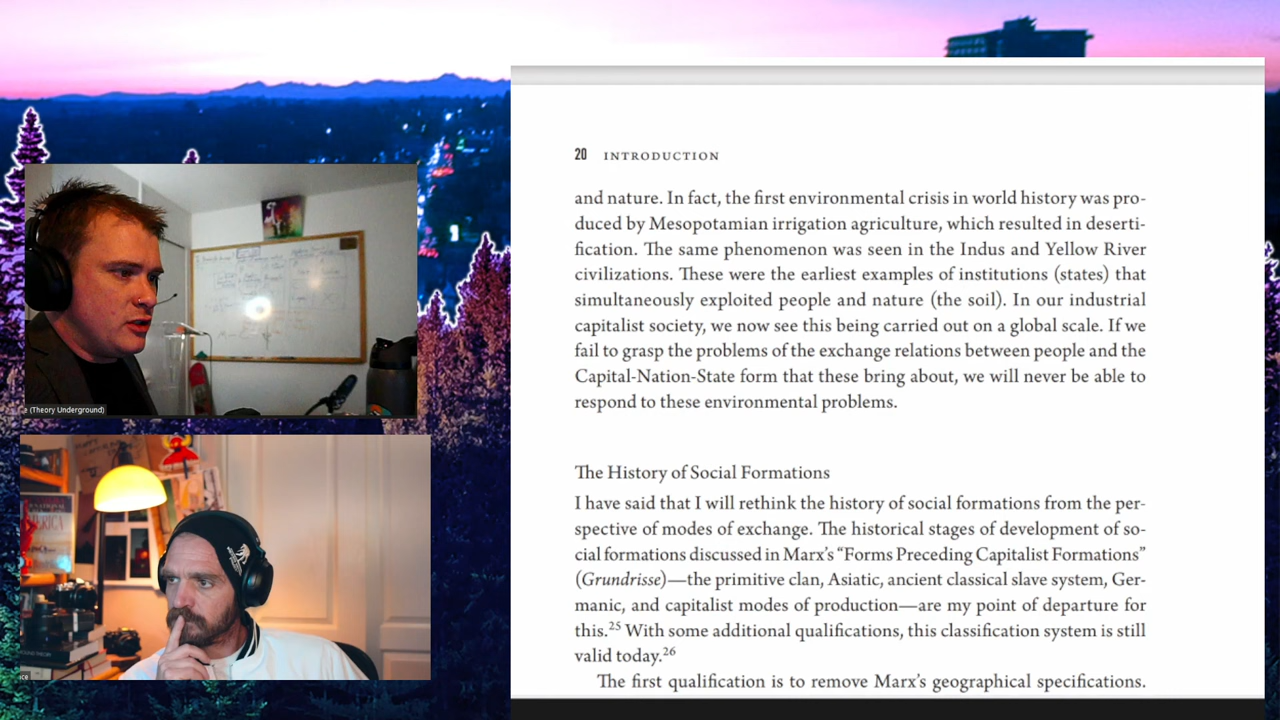 20 INTRODUCTION
and nature. In fact, the first environmental crisis in world history was pro-
duced by Mesopotamian irrigation agriculture, which resulted in deserti-
fication. The same phenomenon was seen in the Indus and Yellow River
civilizations. These were the earliest examples of institutions (states) that
simultaneously exploited people and nature (the soil). In our industrial
capitalist society, we now see this being carried out on a global scale. If we
fail to grasp the problems of the exchange relations between people and the
Capital-Nation-State form that these bring about, we will never be able to
respond to these environmental problems.
The History of Social Formations
I have said that I will rethink the history of social formations from the per-
spective of modes of exchange. The historical stages of development of so-
cial formations discussed in Marx’s “Forms Preceding Capitalist Formations”
(Grundrisse)—the primitive clan, Asiatic, ancient classical slave system, Ger-
manic, and capitalist modes of production—are my point of departure for
this.25 With some additional qualifications, this classification system is still
valid today.26
The first qualification is to remove Marx’s geographical specifications.
(Theory Underground)